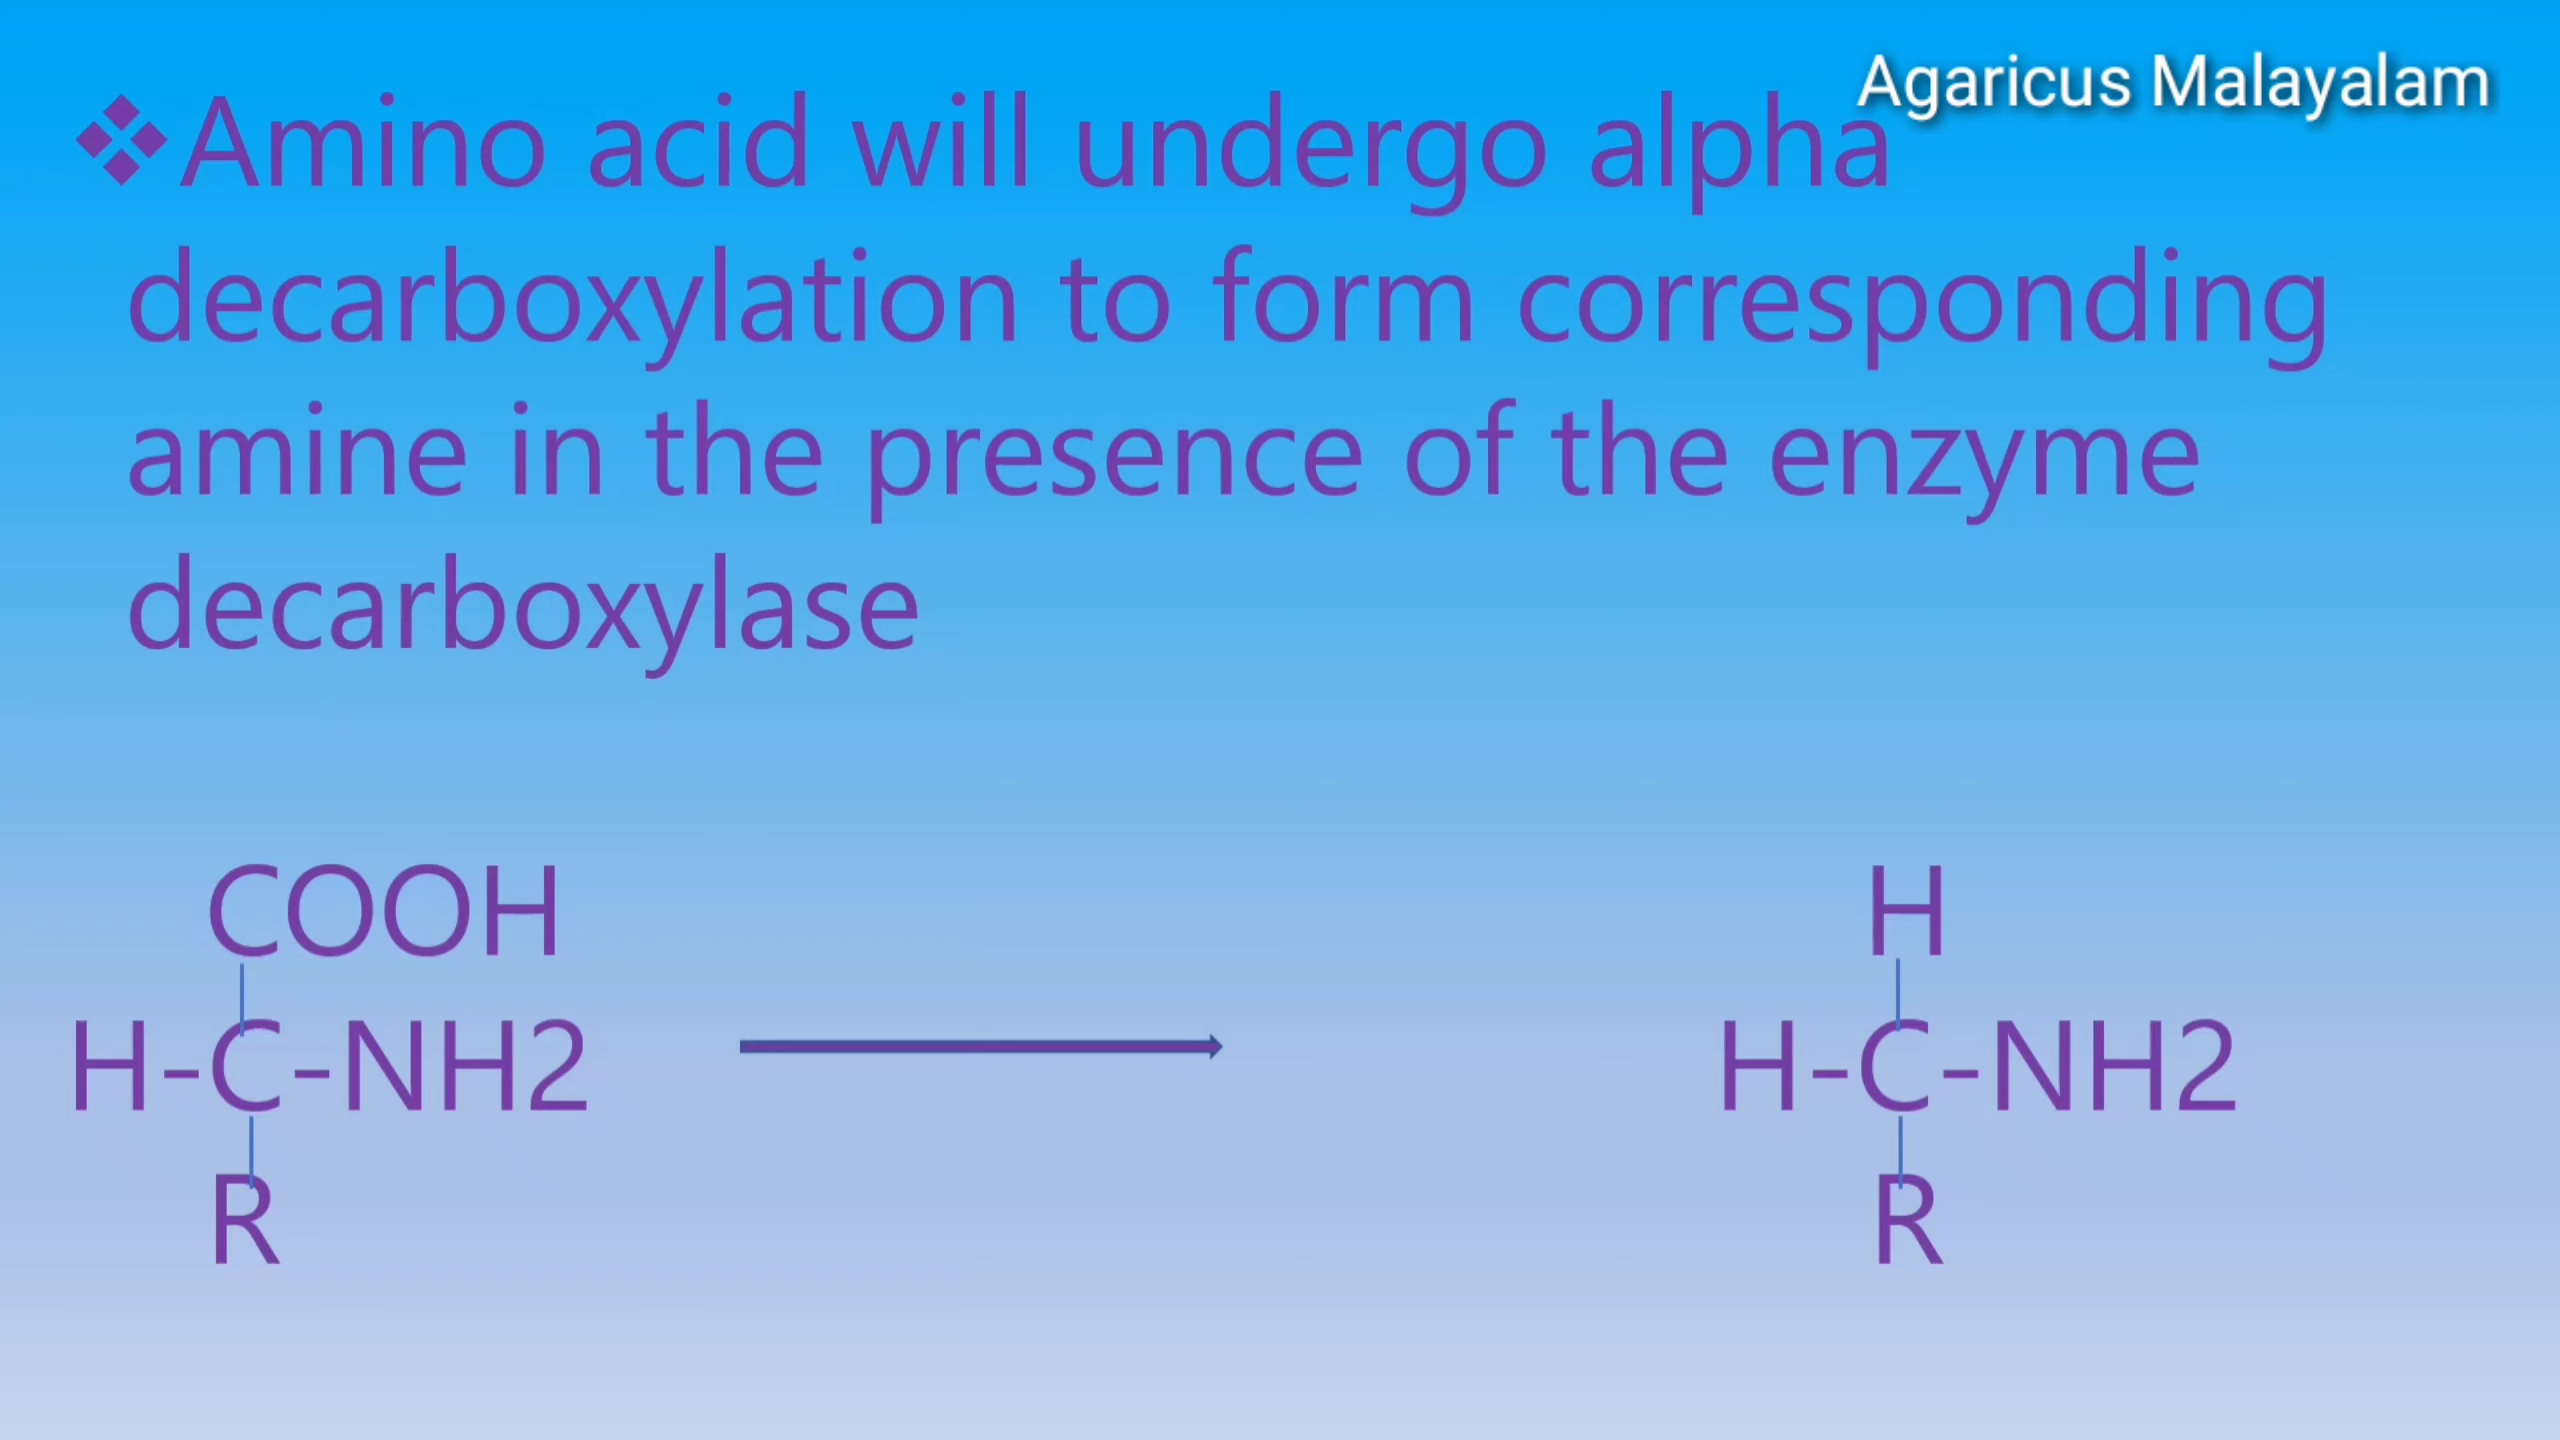 Agaricus Malayalam
❖Amino acid will undergo alpha
decarboxylation to form corresponding
amine in the presence of the enzyme
decarboxylase
COOH
H
H-C-NH2
H-C-NH2
R
R